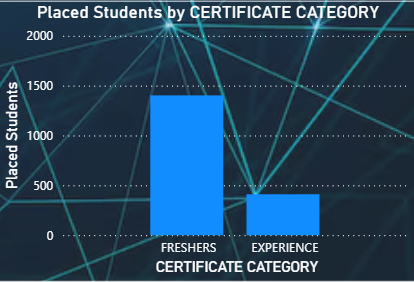 Placed Students by CERTIFICATE CATEGORY
2000
1500
1000
500
0
Placed Students
FRESHERS EXPERIENCE
CERTIFICATE CATEGORY